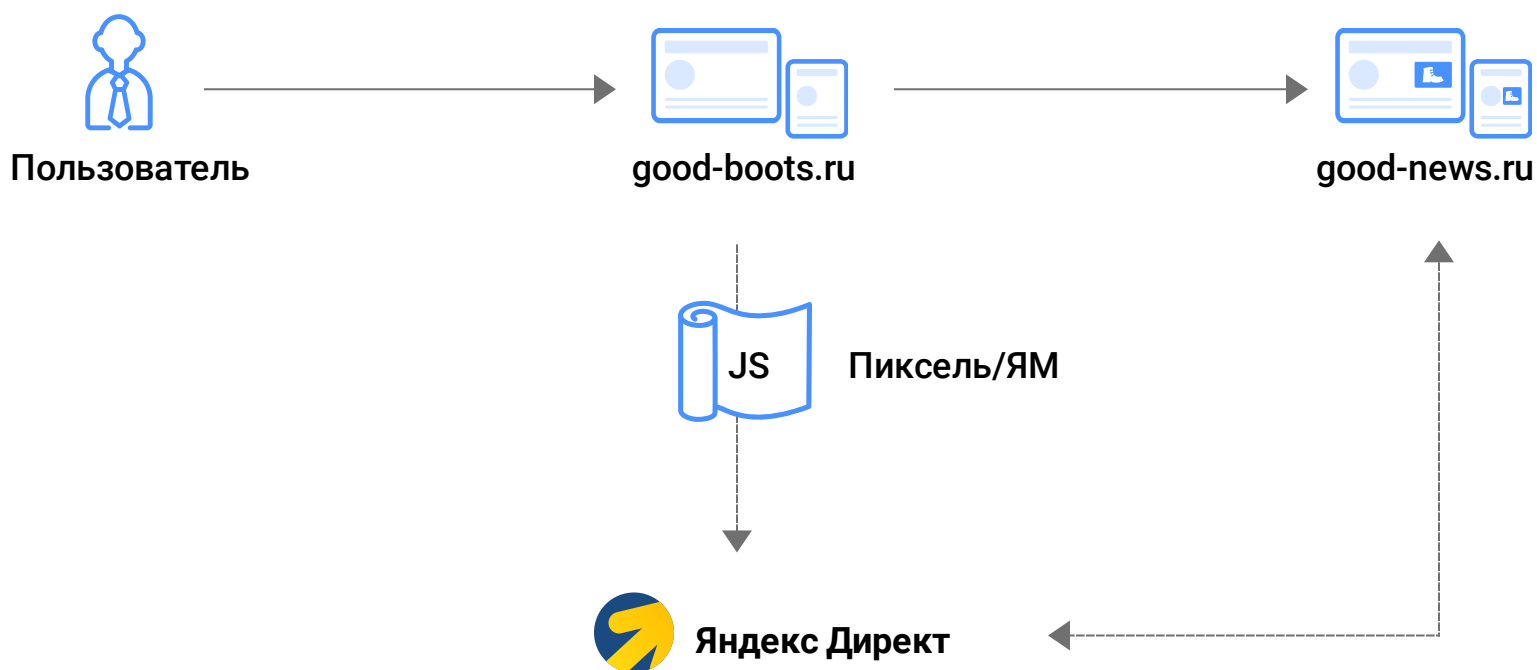 Пользователь
good-boots.ru
good-news.ru
JS
Пиксель/ЯМ
Яндекс Директ